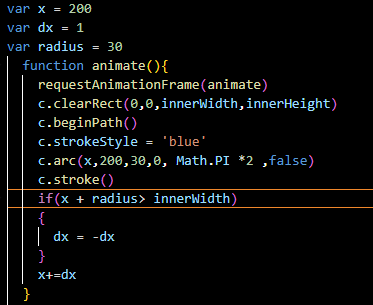 var x = 200
var dx = 1
var radius = 30
function animate(){
requestAnimationFrame(animate)
c.clearRect(0,0,innerWidth,innerHeight)
c.beginPath()
c.strokeStyle = 'blue'
c.arc(x,200,30,0, Math.PI *2 ,false)
c.stroke()
if(x + radius> innerWidth)
{
dx = -dx
}
x+=dx
}